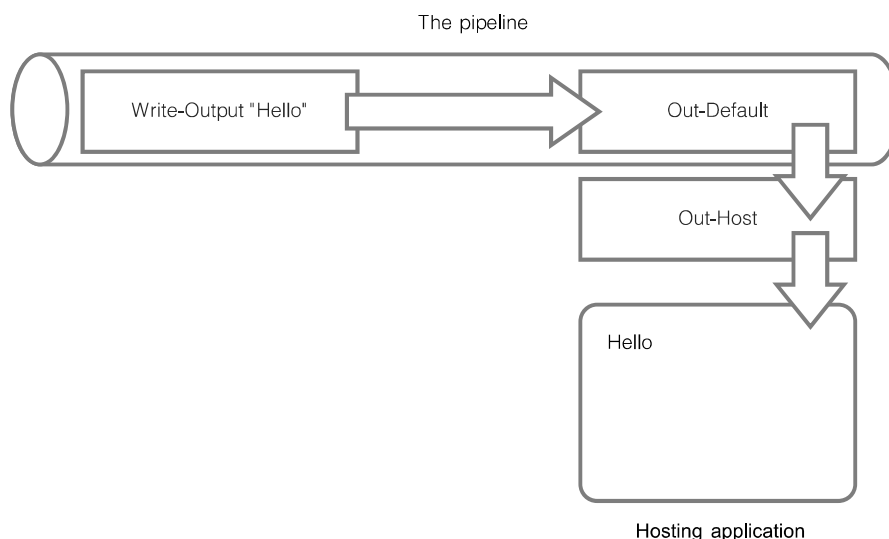 The pipeline
Write-Output "Hello"
Out-Default
Out-Host
Hello
Hosting application